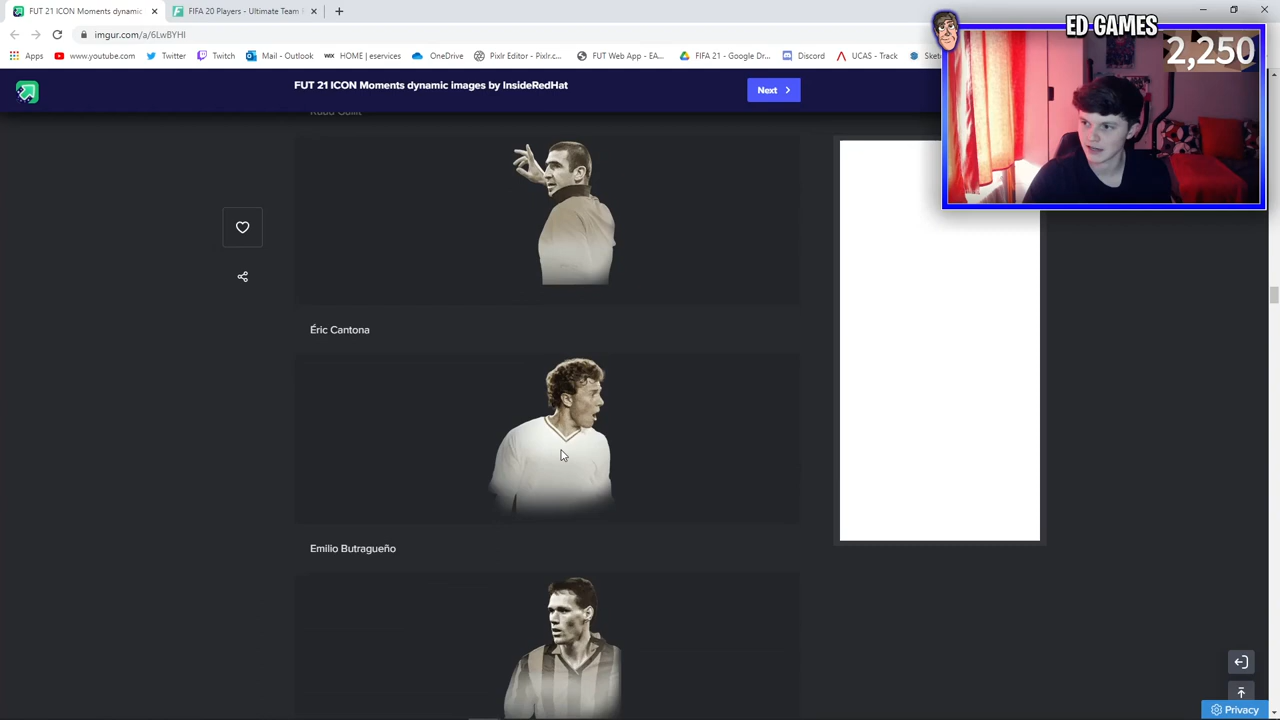 FUT 21 ICON Moments dynamic
FIFA 20 Players - Ultimate Team
imgur.com/a/6LwBYHI
Apps
www.youtube.com
Twitter
Twitch
Mail - Outlook
OneDrive
HOME | eservices
Pixlr Editor - Pixlr.c...
FUT Web App - EA...
FIFA 21 - Google Dr...
Discord
UCAS - Track
ED GAMES
2,250
FUT 21 ICON Moments dynamic images by InsideRedHat
Next
Ruud Gullit
Éric Cantona
Emilio Butragueño
Privacy